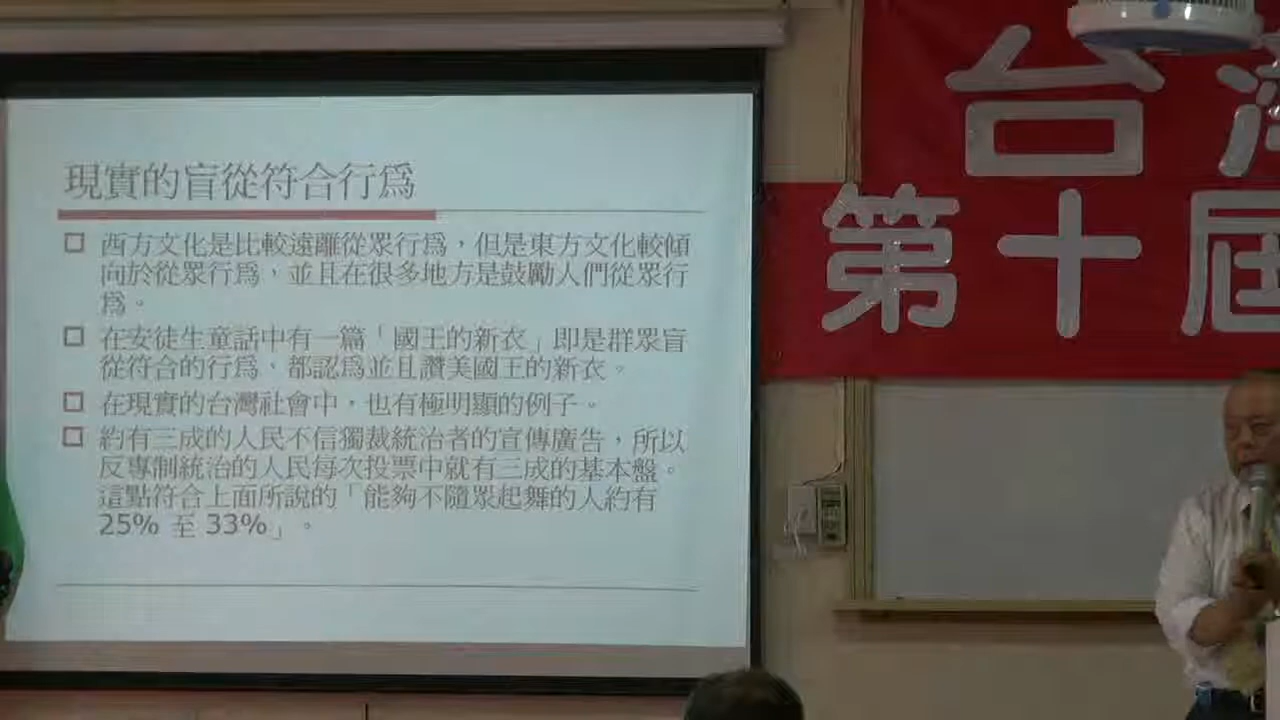 現實的盲從符合行為
西方文化是比較遠離從眾行為，但是東方文化較傾
向於從眾行為，並且在很多地方是鼓勵人們從眾行
為。
在安徒生童話中有一篇「國王的新衣」即是群眾盲
從符合的行為、都認為並且讚美國王的新衣。
在現實的台灣社會中，也有極明顯的例子。
約有三成的人民不信獨裁統治者的宣傳廣告，所以
反專制統治的人民每次投票中就有三成的基本盤。
這點符合上面所說的「能夠不隨眾起舞的人約有
25% 至 33%」。
台灣
第十屆